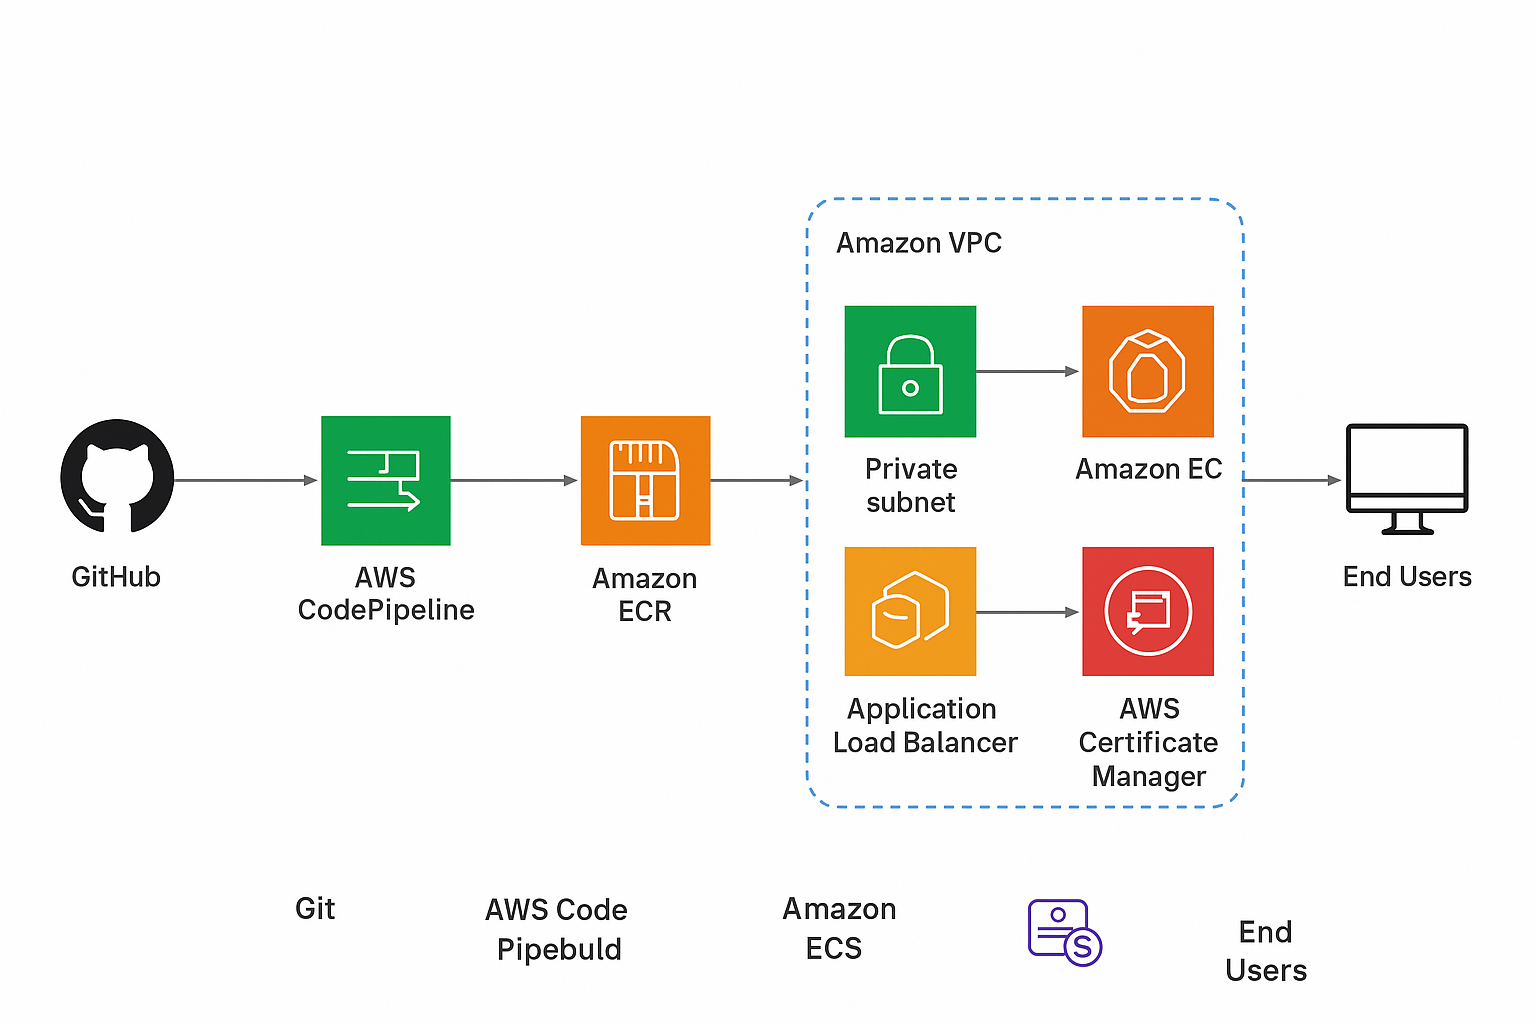 Amazon VPC
GitHub
AWS
CodePipeline
Amazon
ECR
Private
subnet
Amazon EC
Application
Load Balancer
AWS
Certificate
Manager
End Users
Git
AWS Code
Pipebuld
Amazon
ECS
S
End
Users